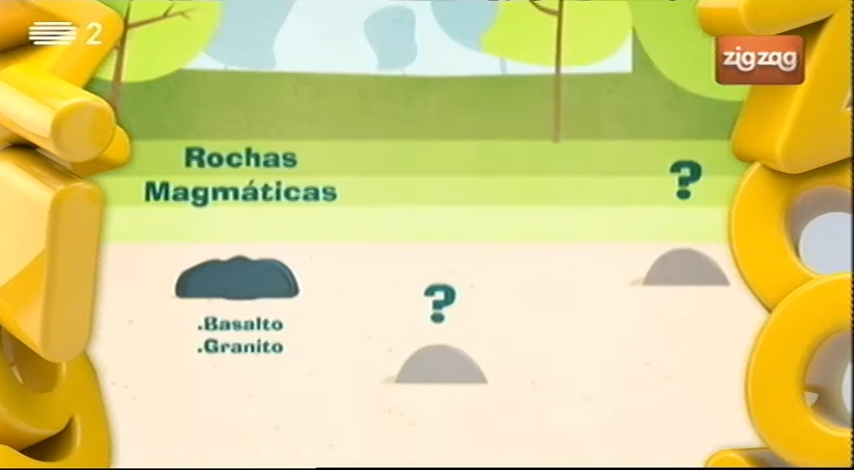 2
zigzag
Rochas
Magmáticas
?
?
.Basalto
.Granito